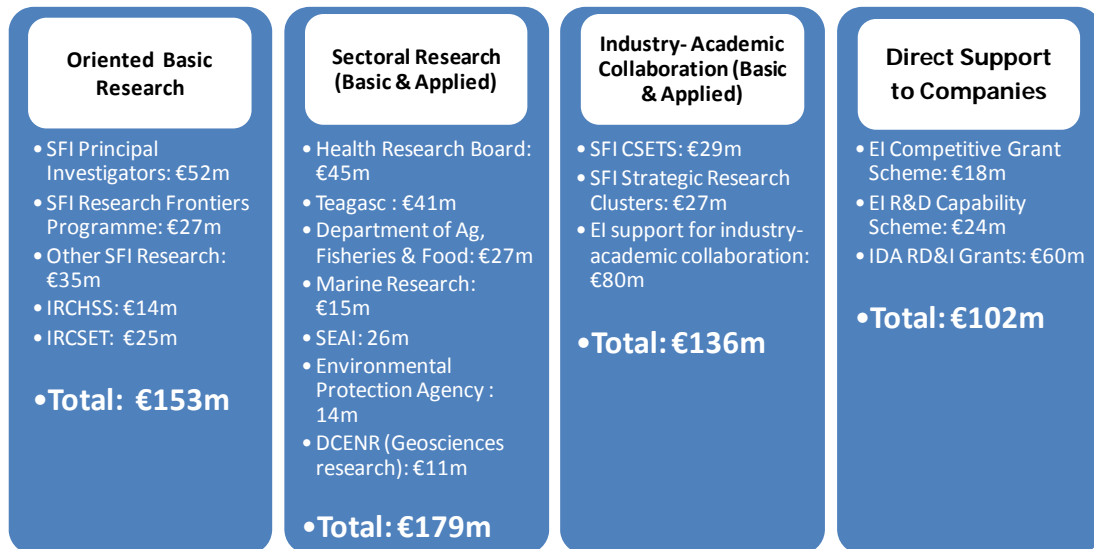 Oriented Basic
Research
• SFI Principal
Investigators: €52m
• SFI Research Frontiers
Programme: €27m
• Other SFI Research:
€35m
• IRCHSS: €14m
• IRCSET: €25m
•Total: €153m
Sectoral Research
(Basic & Applied)
• Health Research Board:
€45m
• Teagasc : €41m
• Department of Ag,
Fisheries & Food: €27m
• Marine Research:
€15m
• SEAI: 26m
• Environmental
Protection Agency :
14m
• DCENR (Geosciences
research): €11m
•Total: €179m
Industry- Academic
Collaboration (Basic
& Applied)
• SFI CSETS: €29m
• SFI Strategic Research
Clusters: €27m
• EI support for industry-
academic collaboration:
€80m
•Total: €136m
Direct Support
to Companies
• EI Competitive Grant
Scheme: €18m
• EI R&D Capability
Scheme: €24m
• IDA RD&I Grants: €60m
•Total: €102m